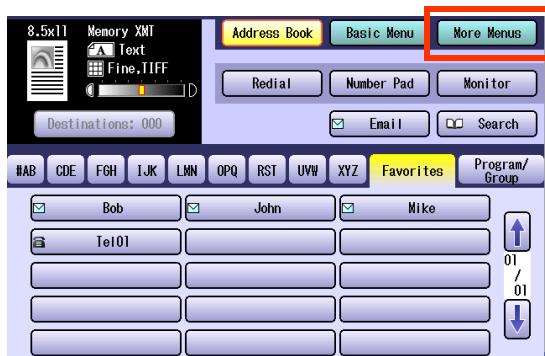 8.5x11 Memory XMT
A Text
Fine,TIFF
D
Destinations: 000
Address Book Basic Menu More Menus
Redial Number Pad Monitor
Email Search
#AB CDE FGH IJK LMN OPQ RST UVW XYZ Favorites Program/
Group
Bob John Mike
Tel01
01
/
01